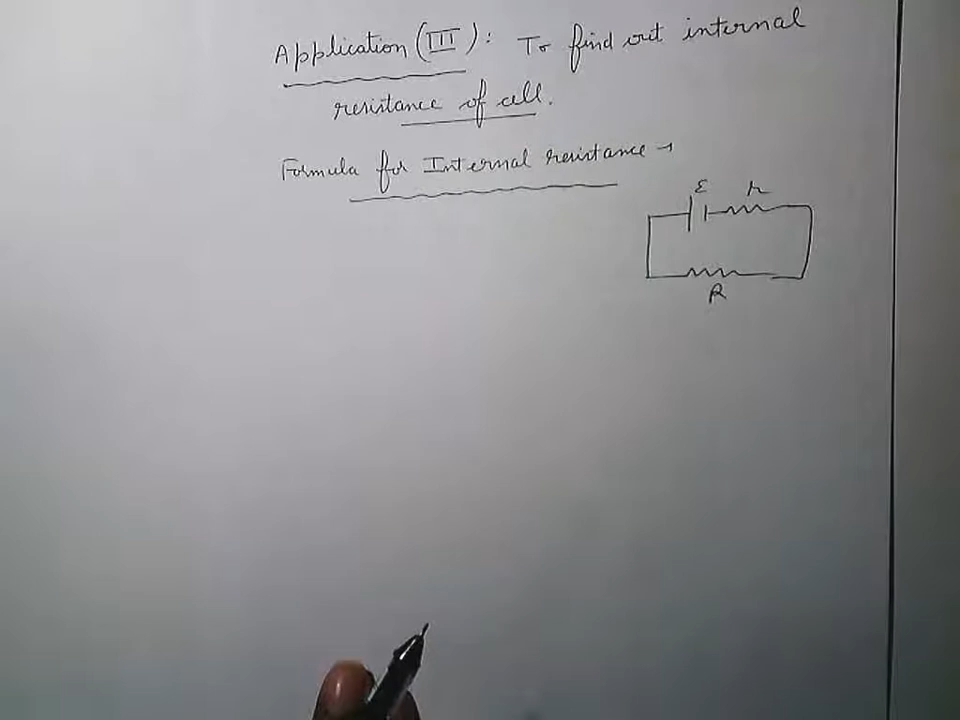 Application (III): To find out internal
resistance of cell.
Formula for Internal resistance →
ε r
R